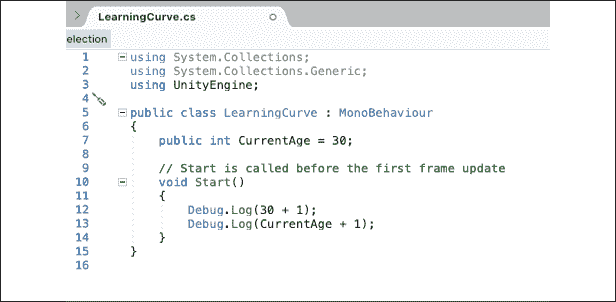 LearningCurve.cs
election
1 using System.Collections;
2 using System.Collections.Generic;
3 using UnityEngine;
4
5 public class LearningCurve : MonoBehaviour
6 {
7     public int CurrentAge = 30;
8
9     // Start is called before the first frame update
10     void Start()
11     {
12         Debug.Log(30 + 1);
13         Debug.Log(CurrentAge + 1);
14     }
15 }
16